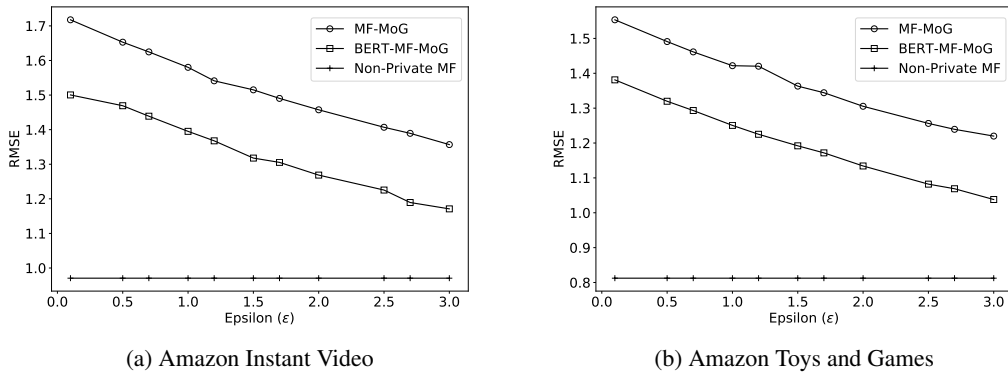 1.7
1.6
1.5
1.4
1.3
1.2
1.1
1.0
RMSE
MF-MoG
BERT-MF-MoG
Non-Private MF
0.0 0.5 1.0 1.5 2.0 2.5 3.0
Epsilon (ε)
(a) Amazon Instant Video
1.5
1.4
1.3
1.2
1.1
1.0
0.9
0.8
RMSE
MF-MoG
BERT-MF-MoG
Non-Private MF
0.0 0.5 1.0 1.5 2.0 2.5 3.0
Epsilon (ε)
(b) Amazon Toys and Games